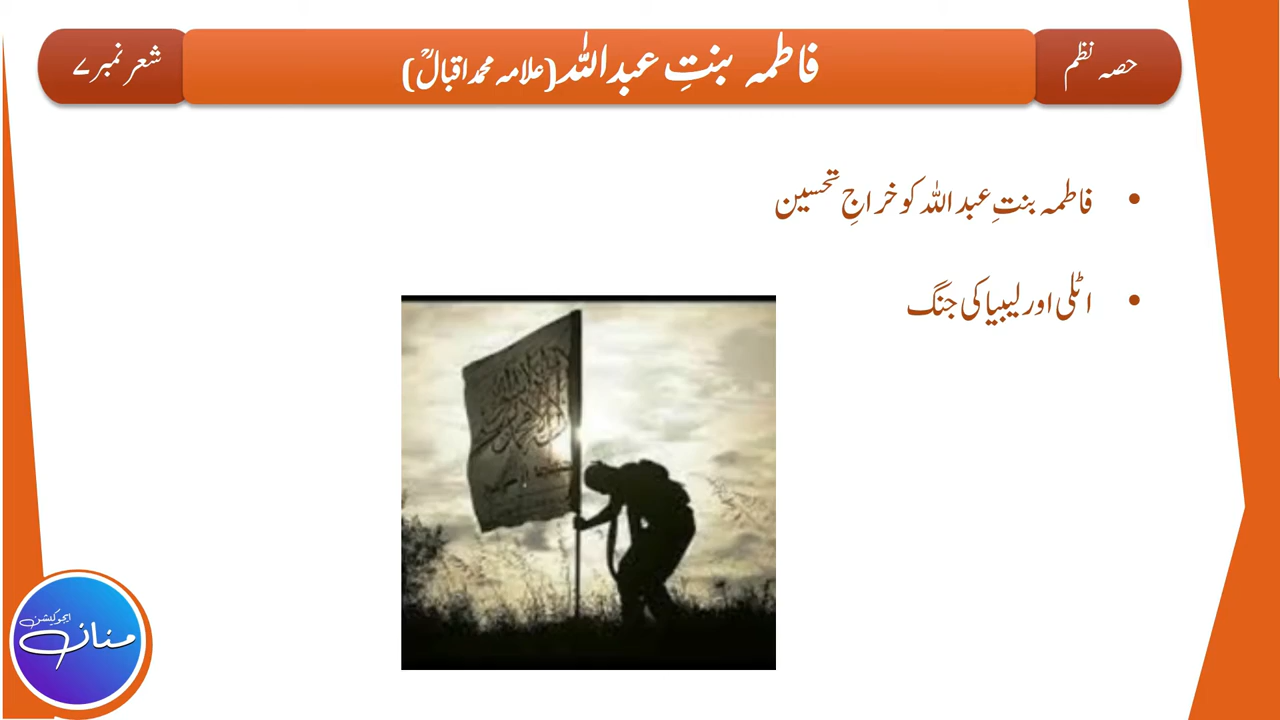 حصہ نظم
فاطمہ بنتِ عبداللہ (علامہ محمد اقبالؒ)
شعر نمبر ۷
فاطمہ بنتِ عبداللہ کو خراجِ تحسین
اٹلی اور لیبیا کی جنگ
منان
ایجوکیشن